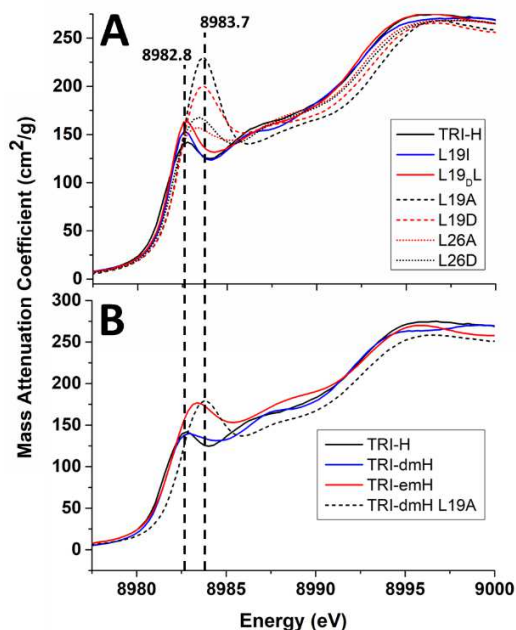 A
8982.8
8983.7
250
200
150
100
50
0
TRI-H
L19I
L19DL
L19A
L19D
L26A
L26D
Mass Attenuation Coefficient (cm²/g)
B
300
250
200
150
100
50
0
TRI-H
TRI-dmH
TRI-emH
TRI-dmH L19A
8980 8985 8990 8995 9000
Energy (eV)